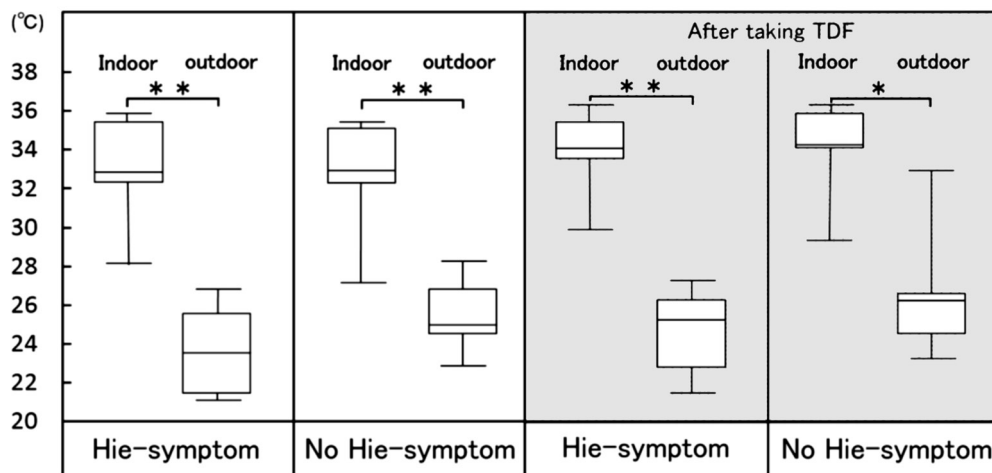 (℃)
After taking TDF
38
Indoor outdoor
Indoor outdoor
Indoor outdoor
Indoor outdoor
* *
* *
* *
*
36
34
32
30
28
26
24
22
20
Hie-symptom
No Hie-symptom
Hie-symptom
No Hie-symptom